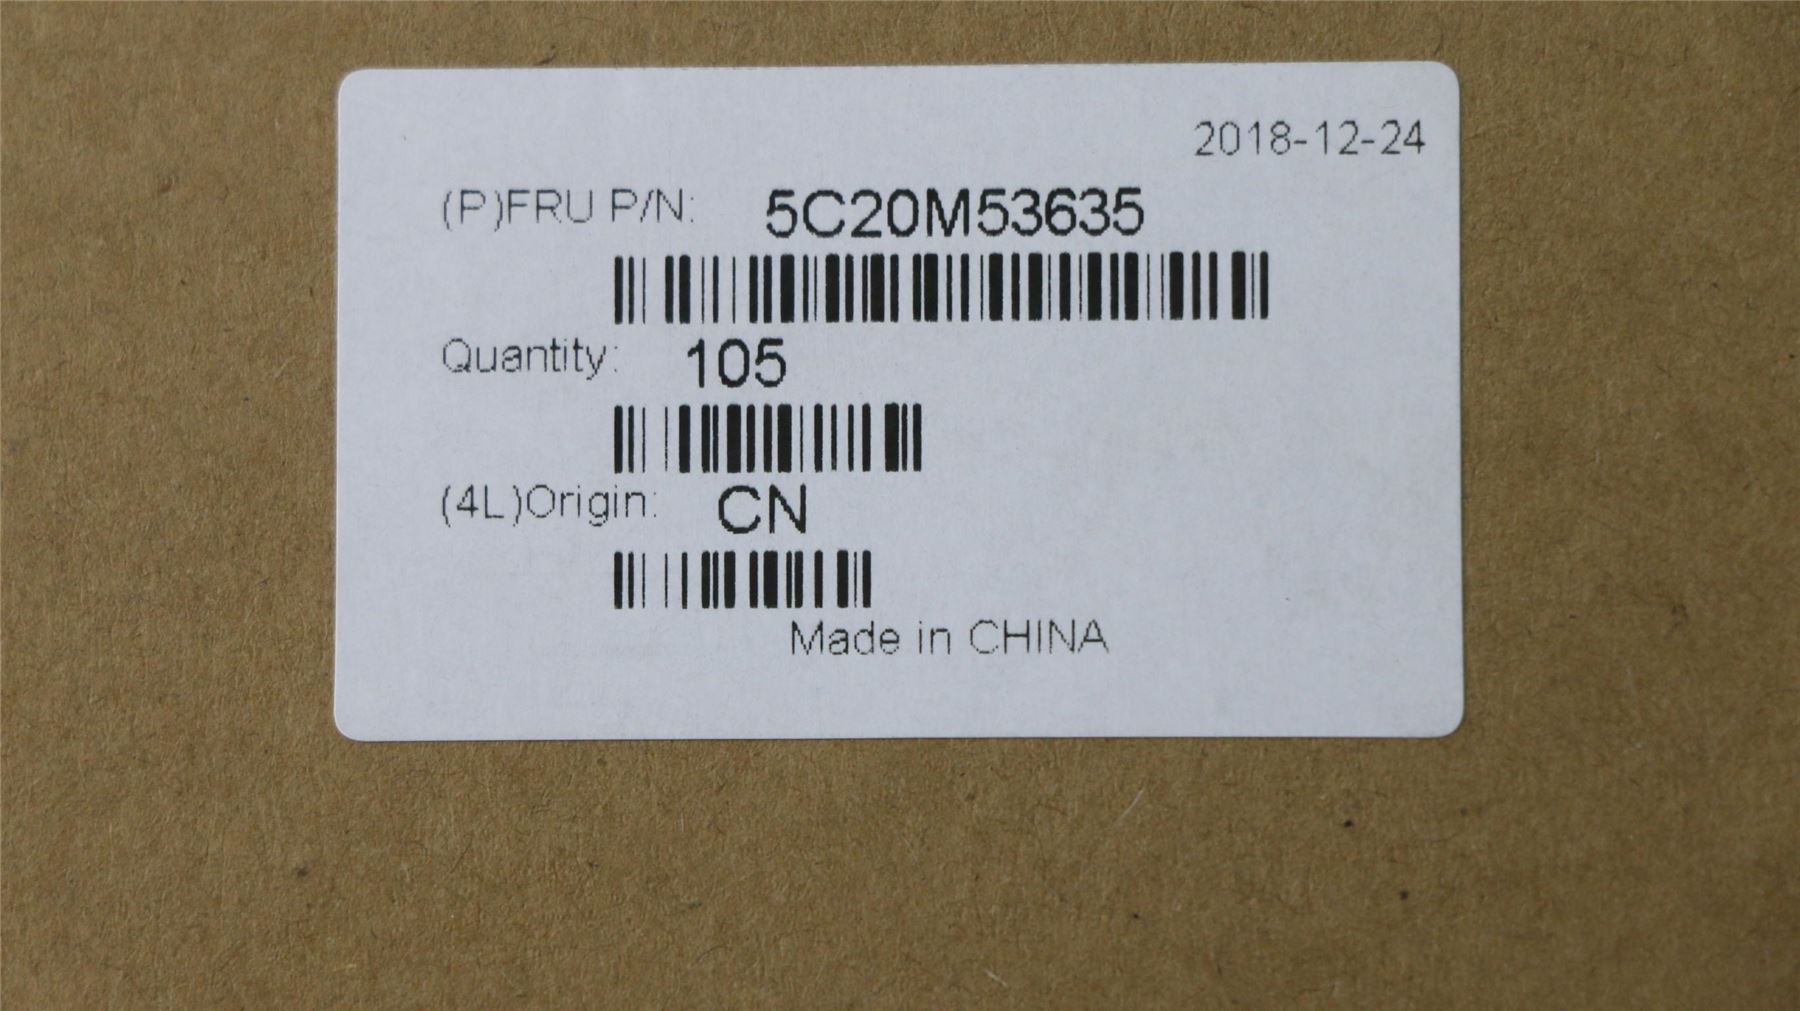 2018-12-24
(P)FRU P/N: 5C20M53635
Quantity: 105
(4L)Origin: CN
Made in CHINA